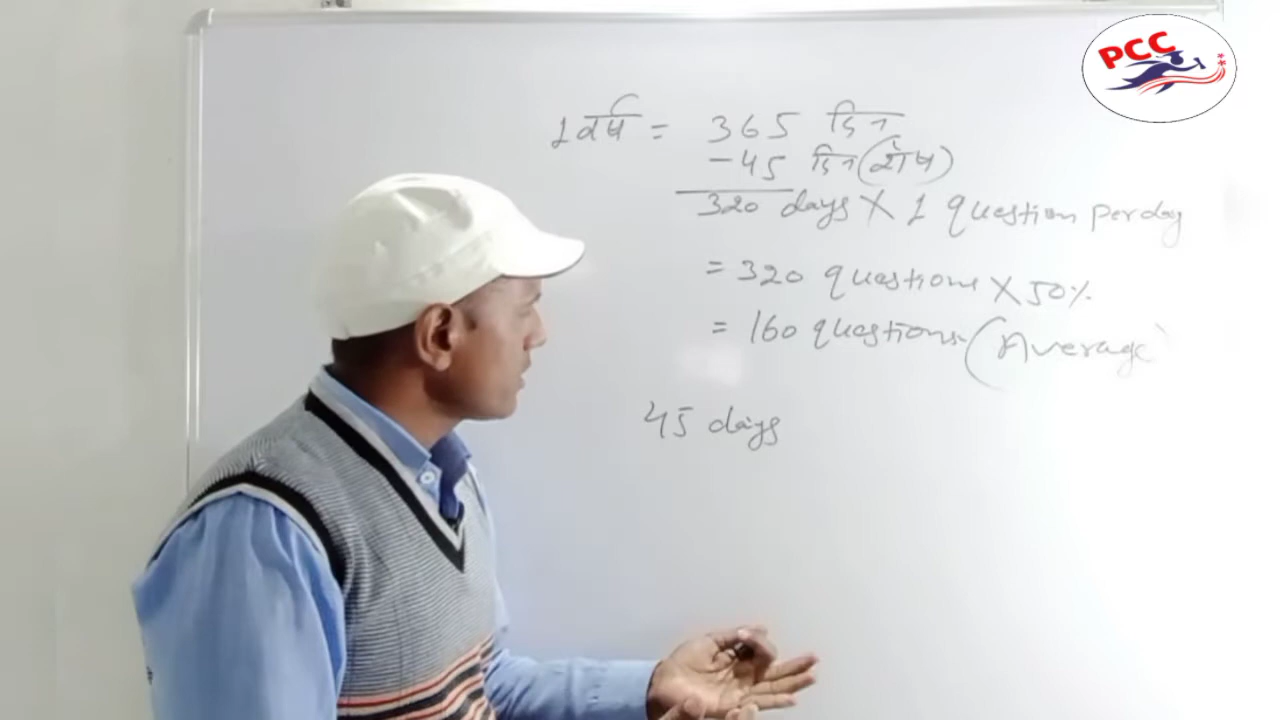 PCC
1 वर्ष = 365 दिन
- 45 दिन (शेष)
320 days X 1 question per day
= 320 questions X 50%
= 160 questions (Average)
45 days